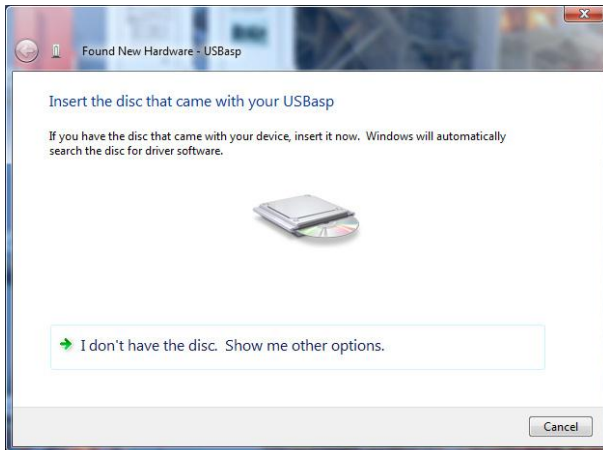 Found New Hardware - USBasp
Insert the disc that came with your USBasp
If you have the disc that came with your device, insert it now.  Windows will automatically
search the disc for driver software.
I don't have the disc.  Show me other options.
Cancel